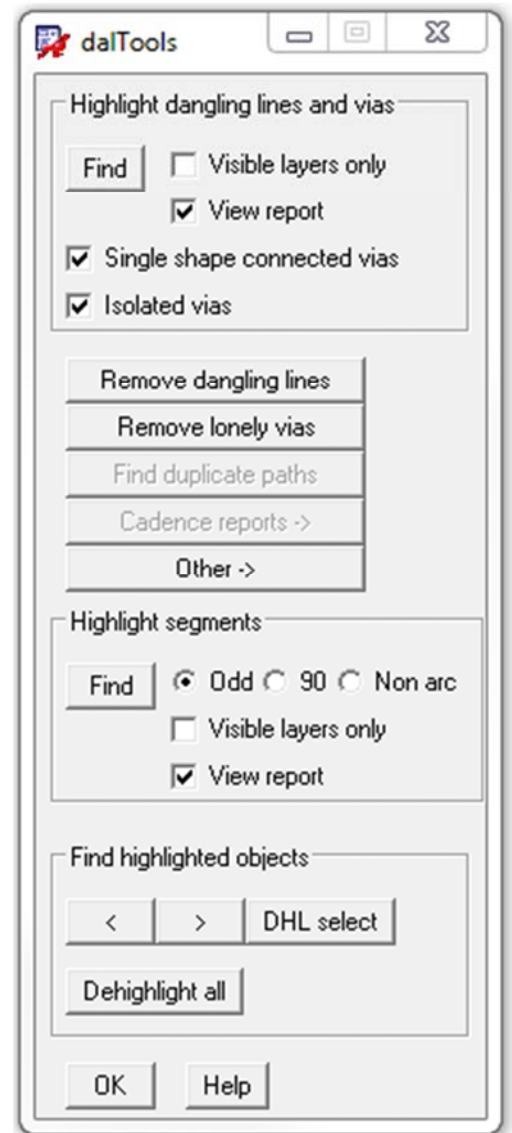 dalTools
Highlight dangling lines and vias
Find Visible layers only
View report
Single shape connected vias
Isolated vias
Remove dangling lines
Remove lonely vias
Find duplicate paths
Cadence reports ->
Other ->
Highlight segments
Find Odd 90 Non arc
Visible layers only
View report
Find highlighted objects
< > DHL select
Dehighlight all
OK Help